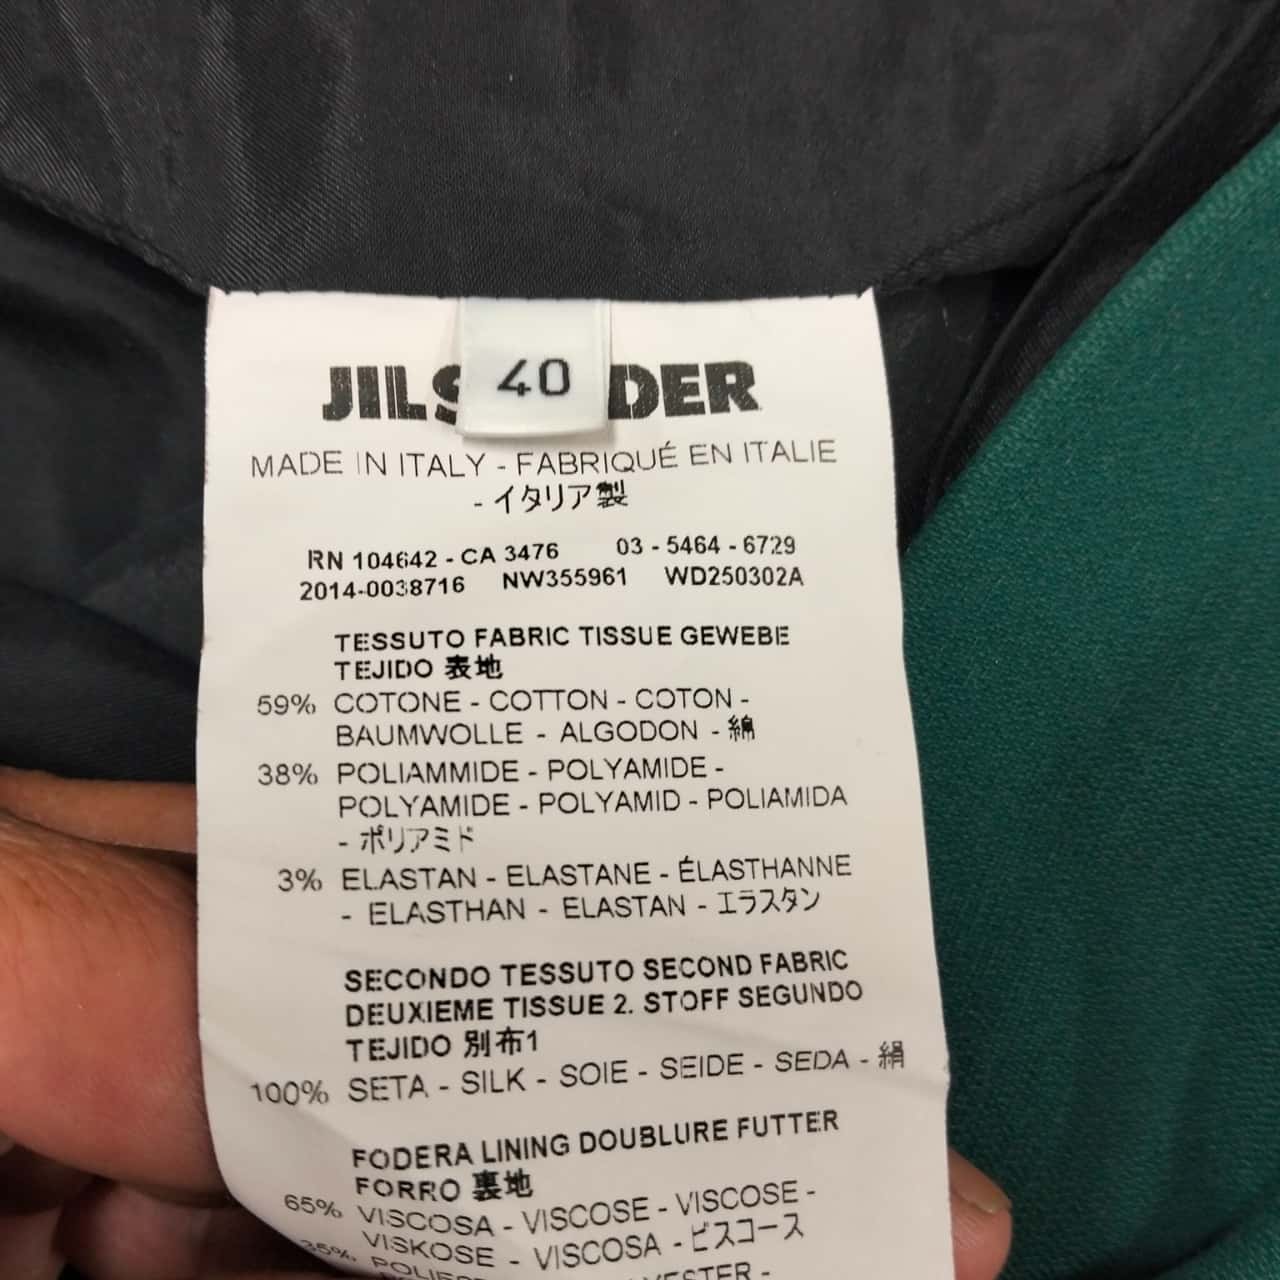 40
MADE IN ITALY - FABRIQUÉ EN ITALIE
- イタリア製
RN 104642 - CA 3476 03 - 5464 - 6729
2014-0038716 NW355961 WD250302A
TESSUTO FABRIC TISSUE GEWEBE
TEJIDO 表地
59% COTONE - COTTON - COTON -
BAUMWOLLE - ALGODON - 綿
38% POLIAMMIDE - POLYAMIDE -
POLYAMIDE - POLYAMID - POLIAMIDA
- ポリアミド
3% ELASTAN - ELASTANE - ÉLASTHANNE
- ELASTHAN - ELASTAN - エラスタン
SECONDO TESSUTO SECOND FABRIC
DEUXIEME TISSUE 2. STOFF SEGUNDO
TEJIDO 別布1
100% SETA - SILK - SOIE - SEIDE - SEDA - 絹
FODERA LINING DOUBLURE FUTTER
FORRO 裏地
65% VISCOSA - VISCOSE - VISCOSE -
VISKOSE - VISCOSA - ビスコース
35%